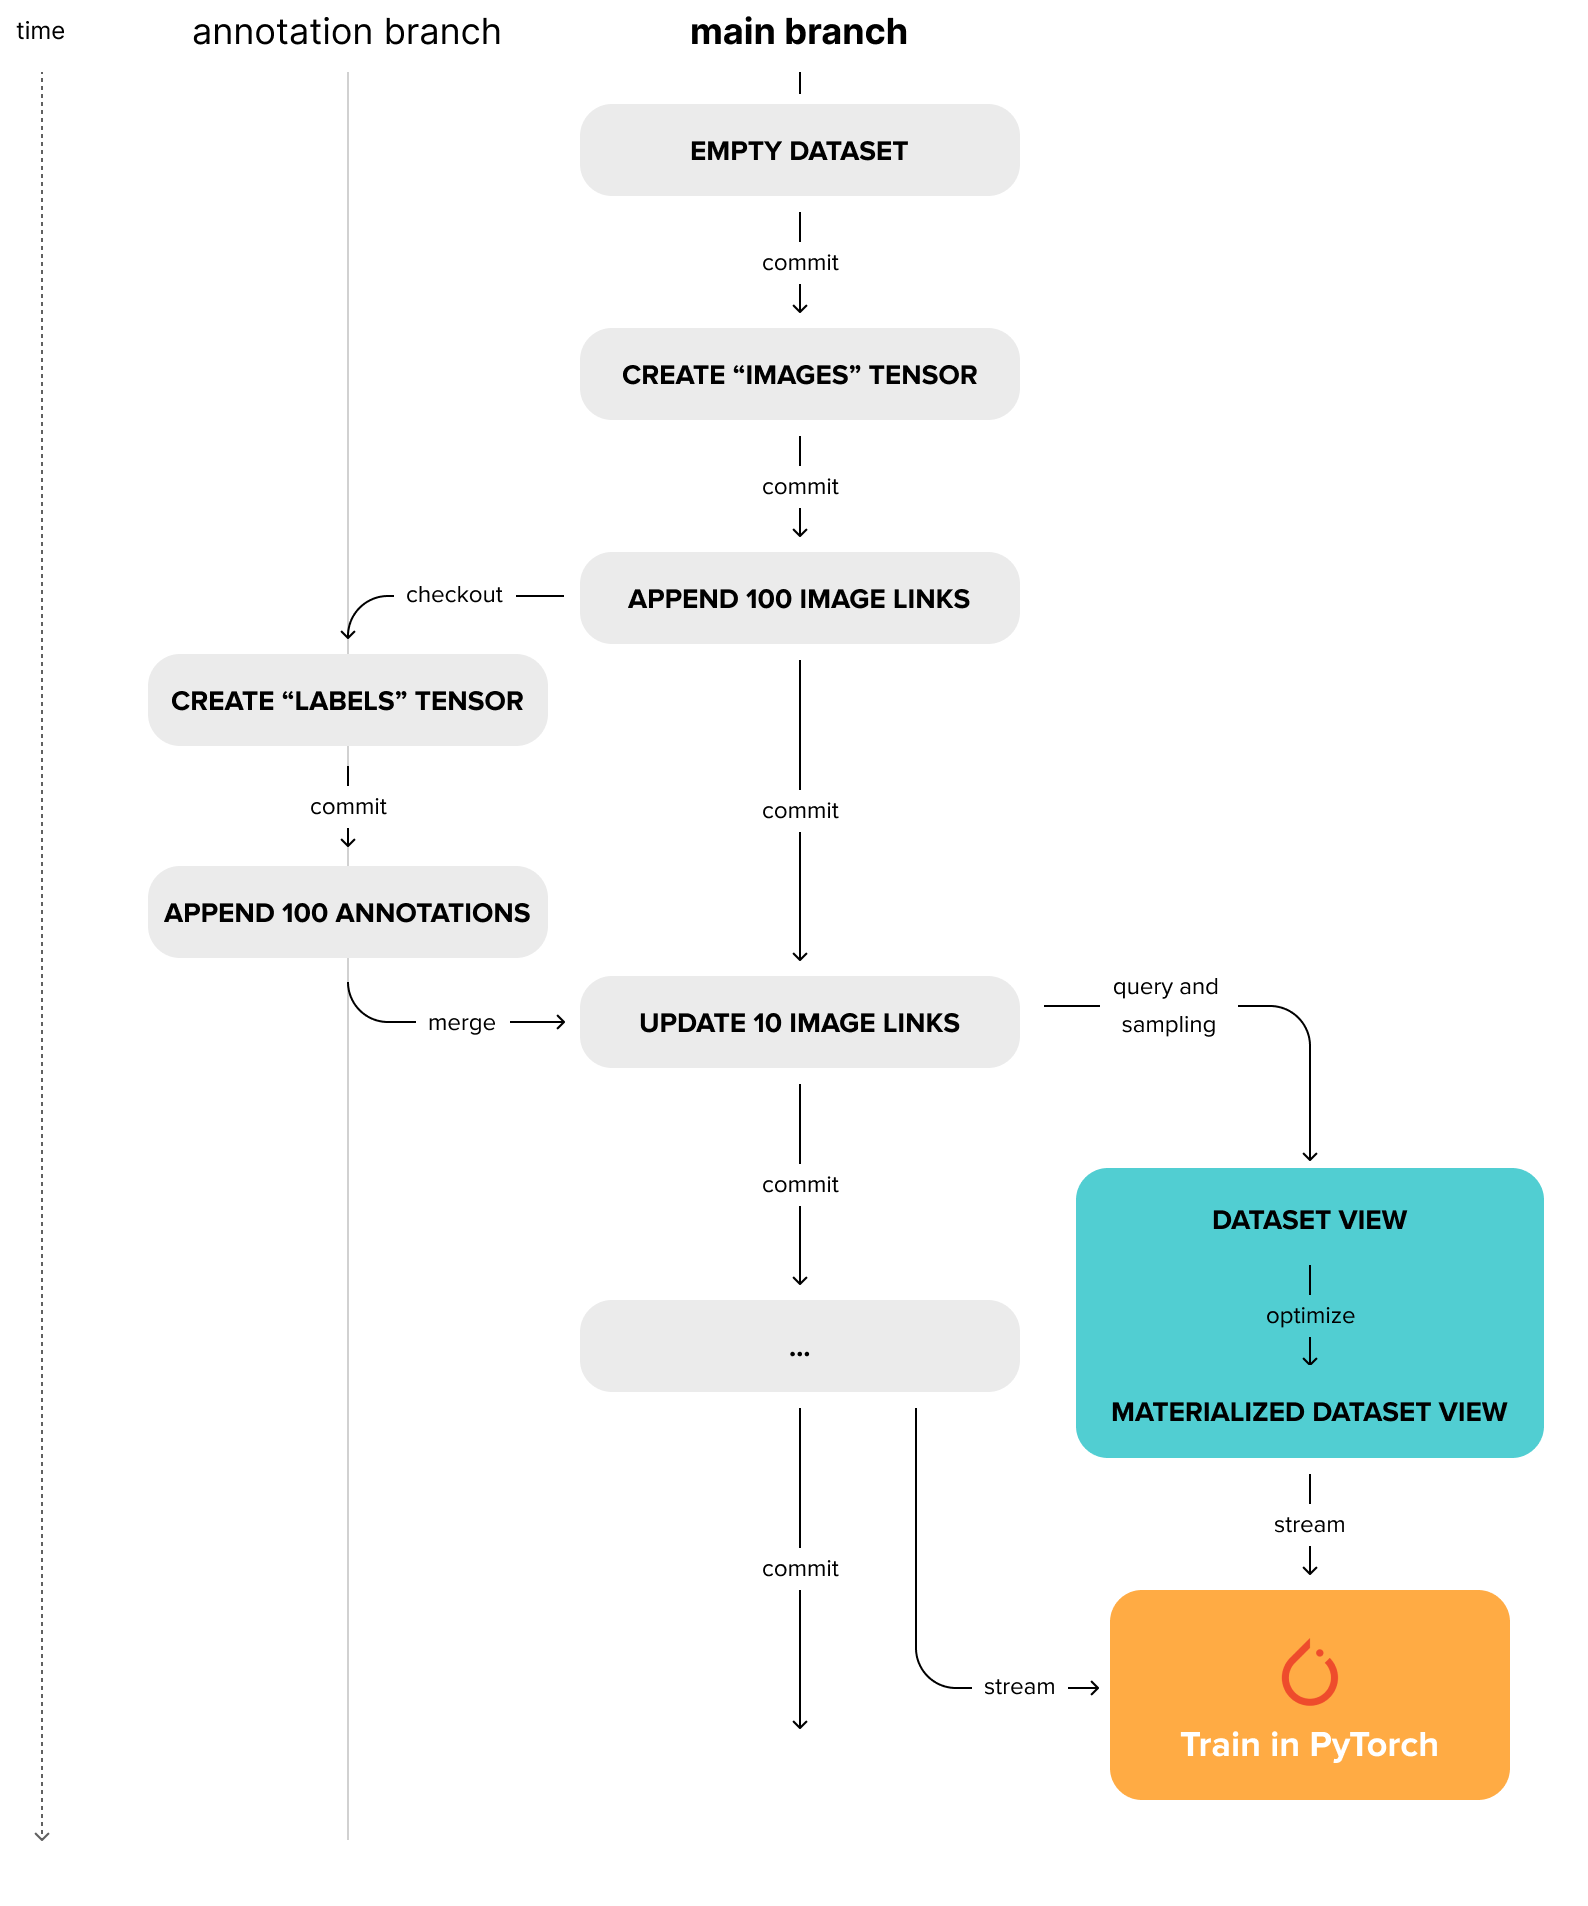 time
annotation branch
main branch
EMPTY DATASET
commit
CREATE “IMAGES” TENSOR
commit
APPEND 100 IMAGE LINKS
checkout
CREATE “LABELS” TENSOR
commit
commit
APPEND 100 ANNOTATIONS
merge
UPDATE 10 IMAGE LINKS
query and
sampling
commit
DATASET VIEW
optimize
MATERIALIZED DATASET VIEW
...
stream
commit
stream
Train in PyTorch